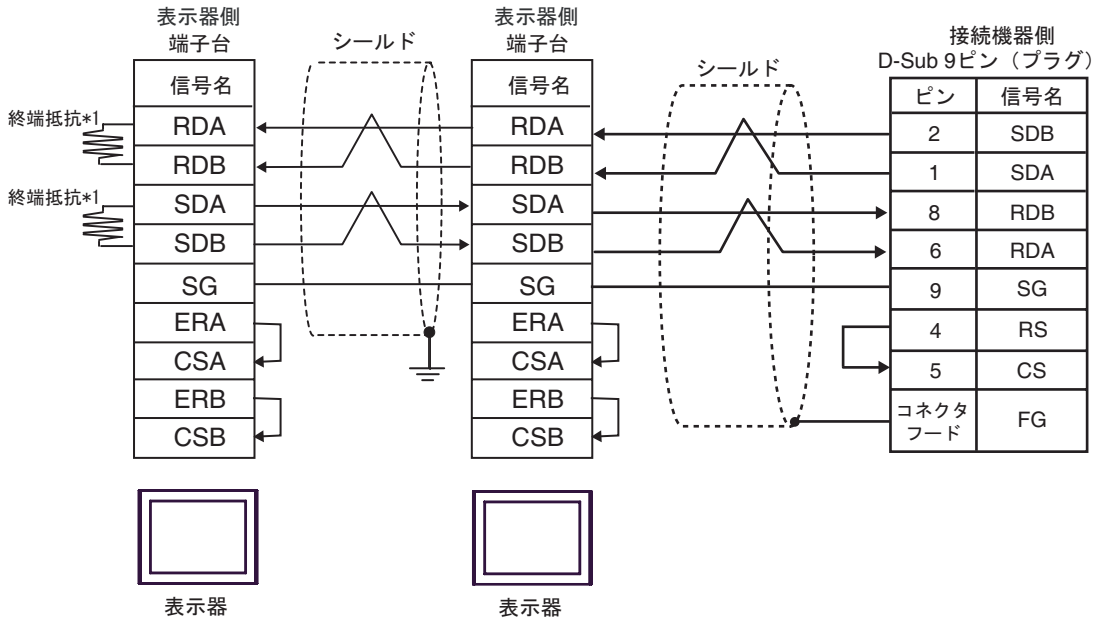 表示器側
端子台
信号名
RDA
RDB
SDA
SDB
SG
ERA
CSA
ERB
CSB
終端抵抗*1
終端抵抗*1
シールド
表示器側
端子台
信号名
RDA
RDB
SDA
SDB
SG
ERA
CSA
ERB
CSB
シールド
接続機器側
D-Sub 9ピン（プラグ）
ピン 信号名
2 SDB
1 SDA
8 RDB
6 RDA
9 SG
4 RS
5 CS
コネクタ
フード FG
表示器
表示器